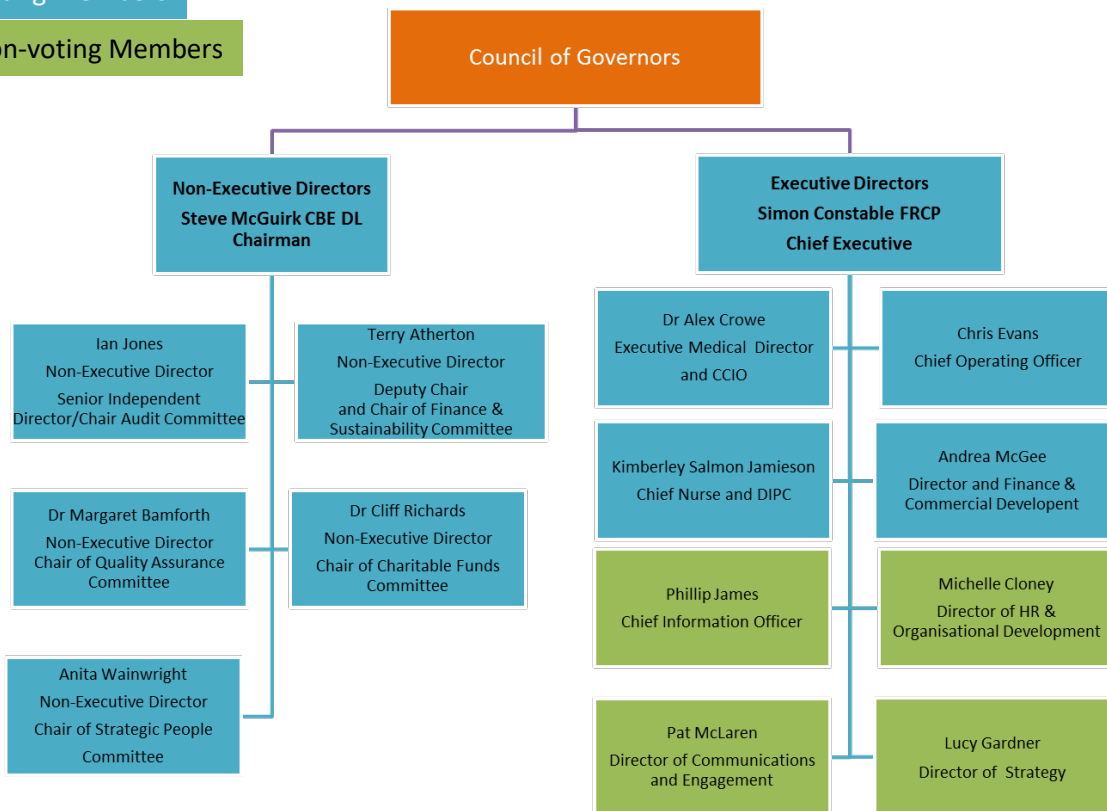 on-voting Members
Council of Governors
Non-Executive Directors
Steve McGuirk CBE DL
Chairman
Executive Directors
Simon Constable FRCP
Chief Executive
Ian Jones
Non-Executive Director
Senior Independent
Director/Chair Audit Committee
Terry Atherton
Non-Executive Director
Deputy Chair
and Chair of Finance &
Sustainability Committee
Dr Alex Crowe
Executive Medical Director
and CCIO
Chris Evans
Chief Operating Officer
Kimberley Salmon Jamieson
Chief Nurse and DIPC
Andrea McGee
Director and Finance &
Commercial Developent
Dr Margaret Bamforth
Non-Executive Director
Chair of Quality Assurance
Committee
Dr Cliff Richards
Non-Executive Director
Chair of Charitable Funds
Committee
Phillip James
Chief Information Officer
Michelle Cloney
Director of HR &
Organisational Development
Anita Wainwright
Non-Executive Director
Chair of Strategic People
Committee
Pat McLaren
Director of Communications
and Engagement
Lucy Gardner
Director of Strategy